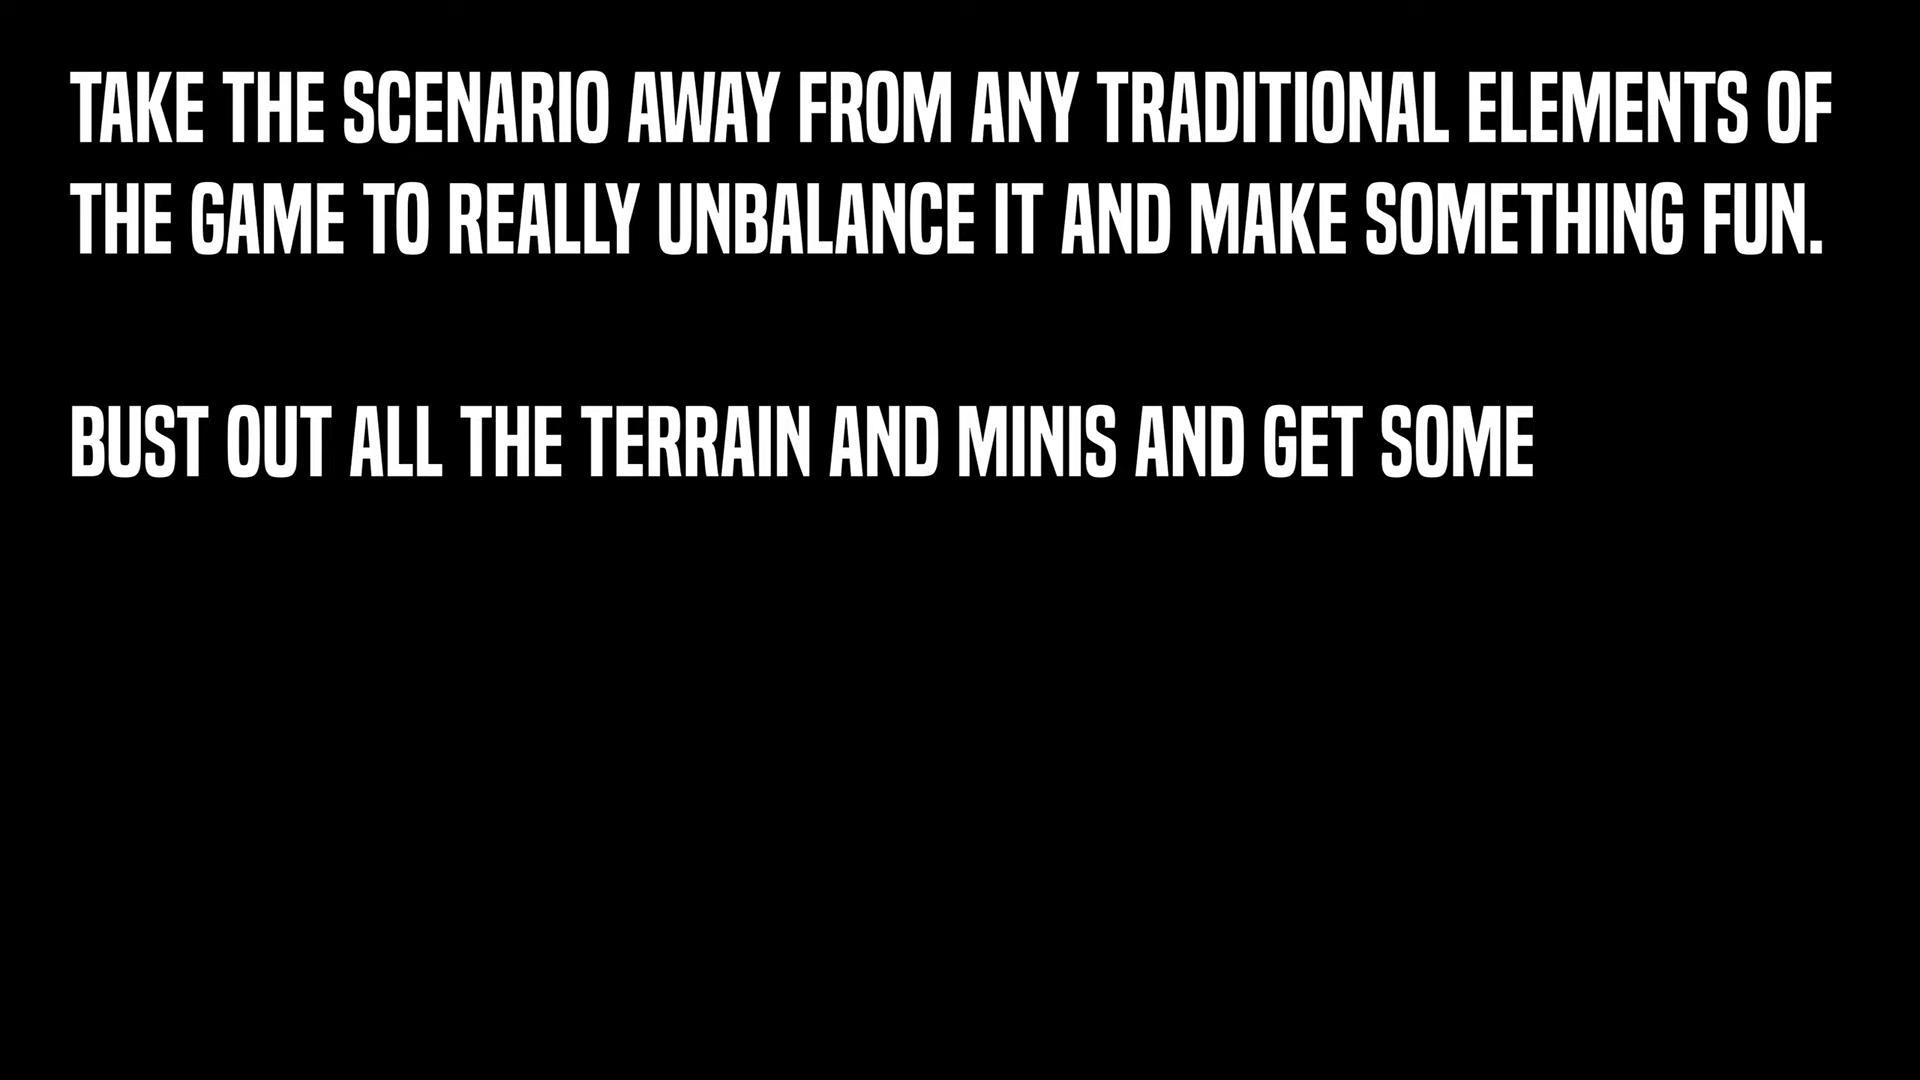 TAKE THE SCENARIO AWAY FROM ANY TRADITIONAL ELEMENTS OF
THE GAME TO REALLY UNBALANCE IT AND MAKE SOMETHING FUN.
BUST OUT ALL THE TERRAIN AND MINIS AND GET SOME